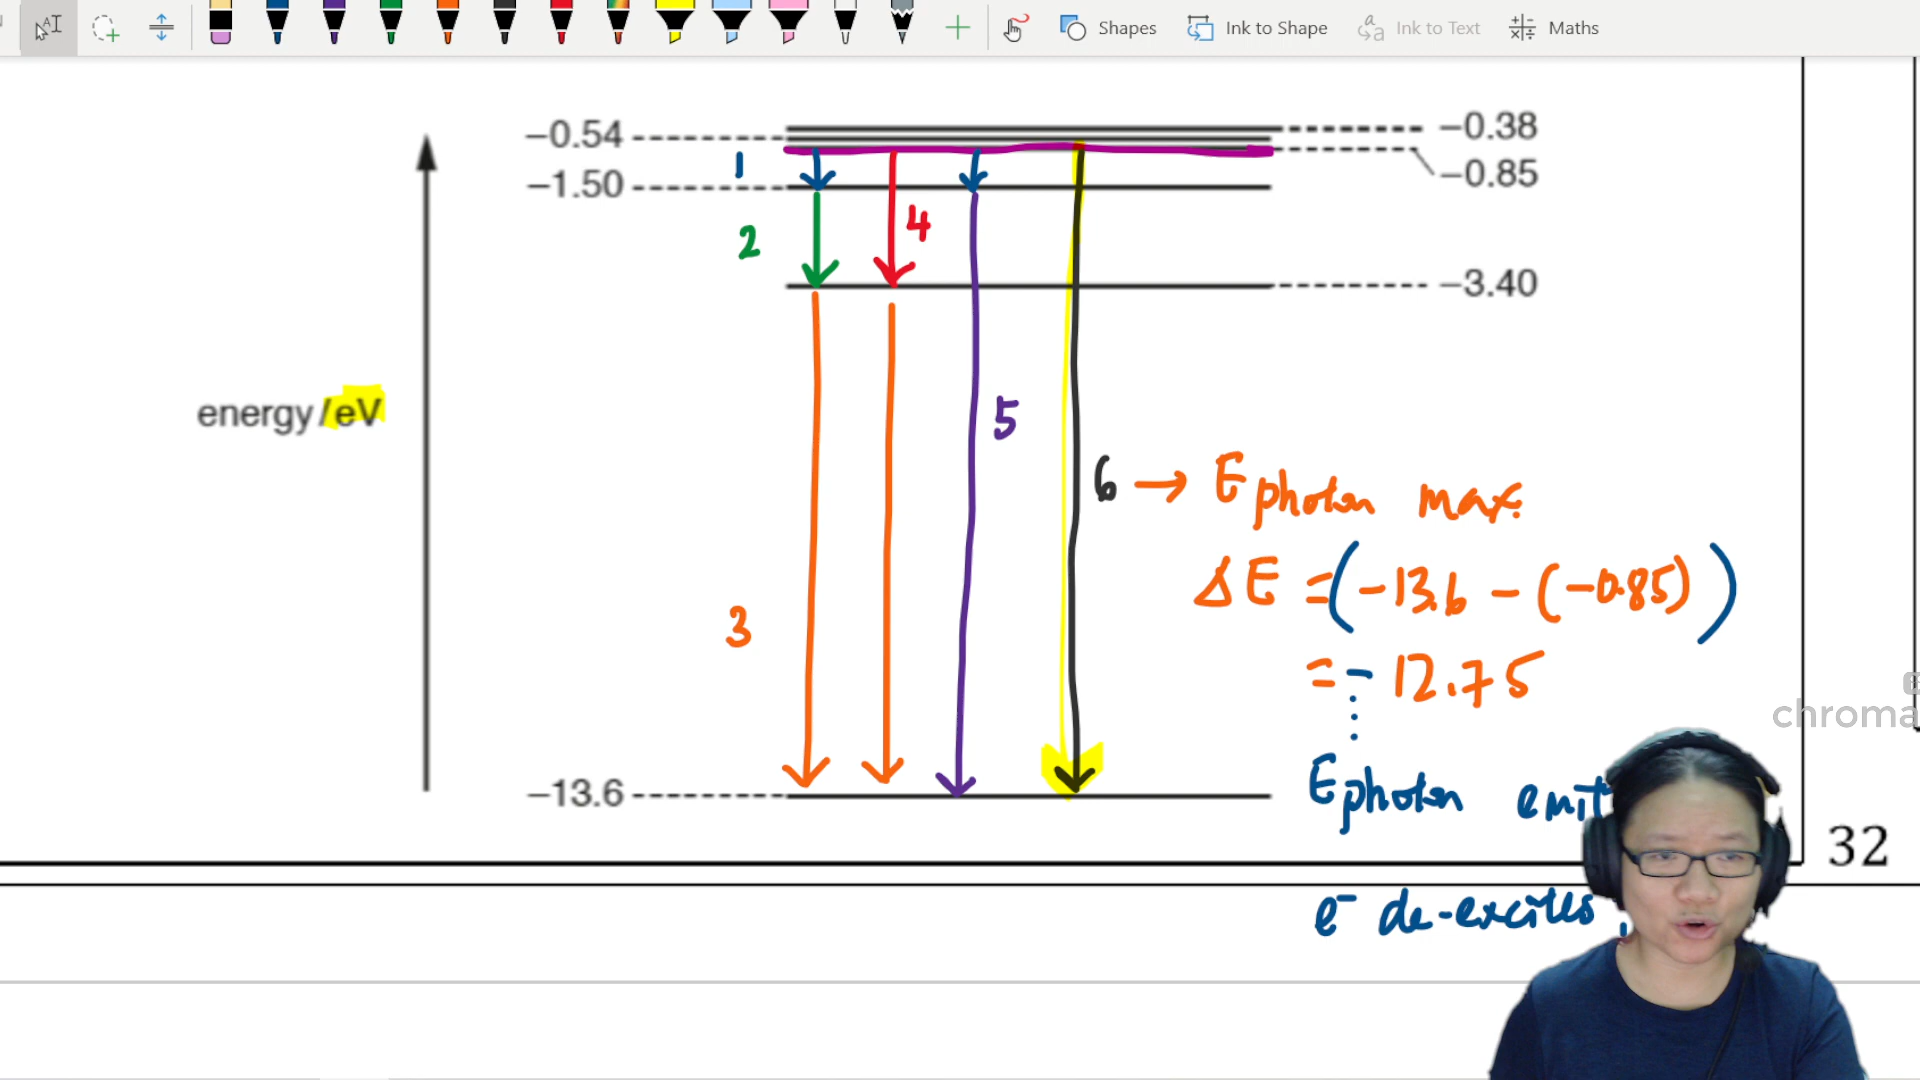 Shapes Ink to Shape Ink to Text Maths
−0.54 −0.38
1
−1.50 −0.85
2 4
−3.40
energy/eV
5
6 → E photon max.
ΔE = (−13.6 − (−0.85))
3
= − 12.75
chroma
−13.6
E photon emit
32
e⁻ de-excites,